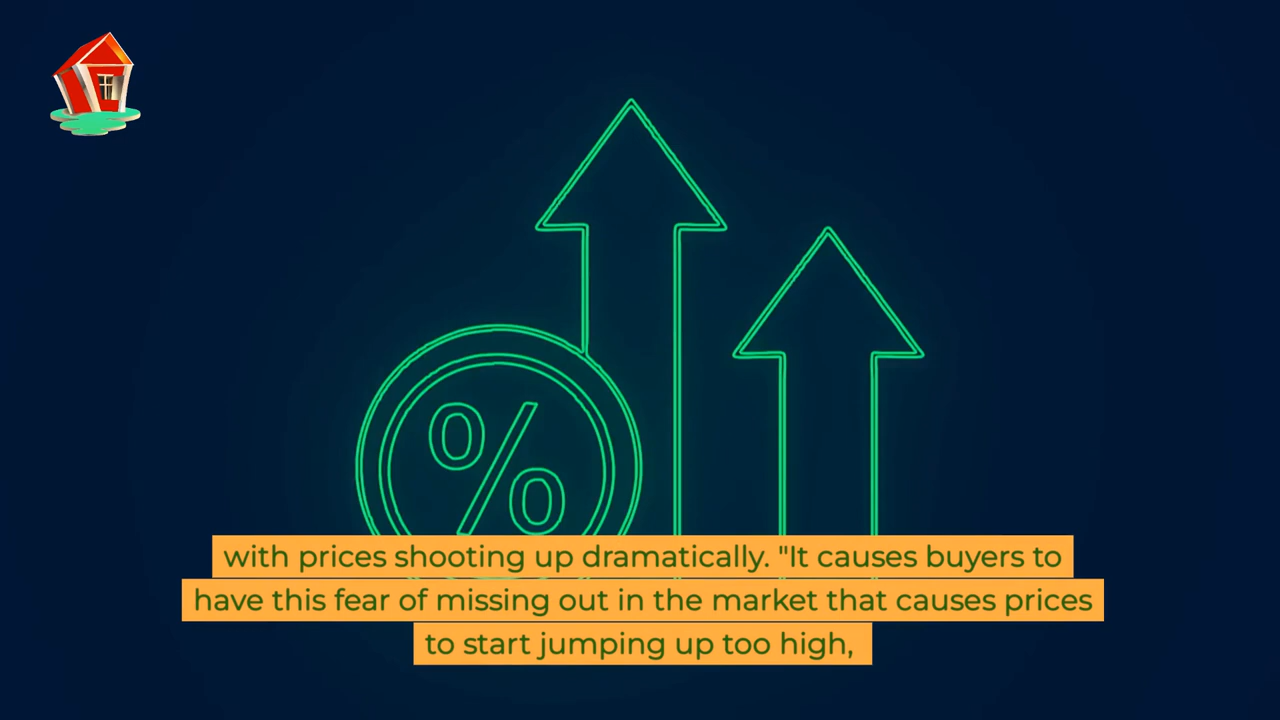 %
with prices shooting up dramatically. "It causes buyers to
have this fear of missing out in the market that causes prices
to start jumping up too high,